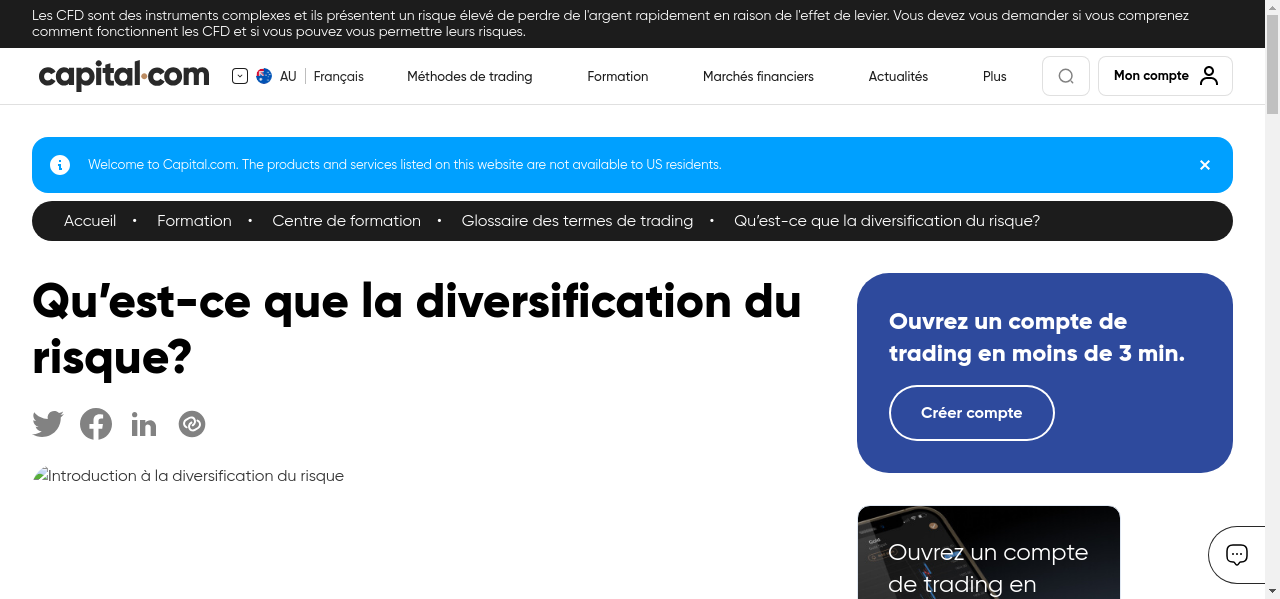 Les CFD sont des instruments complexes et ils présentent un risque élevé de perdre de l'argent rapidement en raison de l'effet de levier. Vous devez vous demander si vous comprenez
comment fonctionnent les CFD et si vous pouvez vous permettre leurs risques.
capital.com
AU Français
Méthodes de trading
Formation
Marchés financiers
Actualités
Plus
Mon compte
Welcome to Capital.com. The products and services listed on this website are not available to US residents.
Accueil • Formation • Centre de formation • Glossaire des termes de trading • Qu’est-ce que la diversification du risque?
Qu’est-ce que la diversification du
risque?
Introduction à la diversification du risque
Ouvrez un compte de
trading en moins de 3 min.
Créer compte
Ouvrez un compte
de trading en